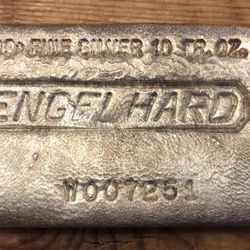 FINE SILVER 10 TR. OZ.
ENGELHARD
W007251